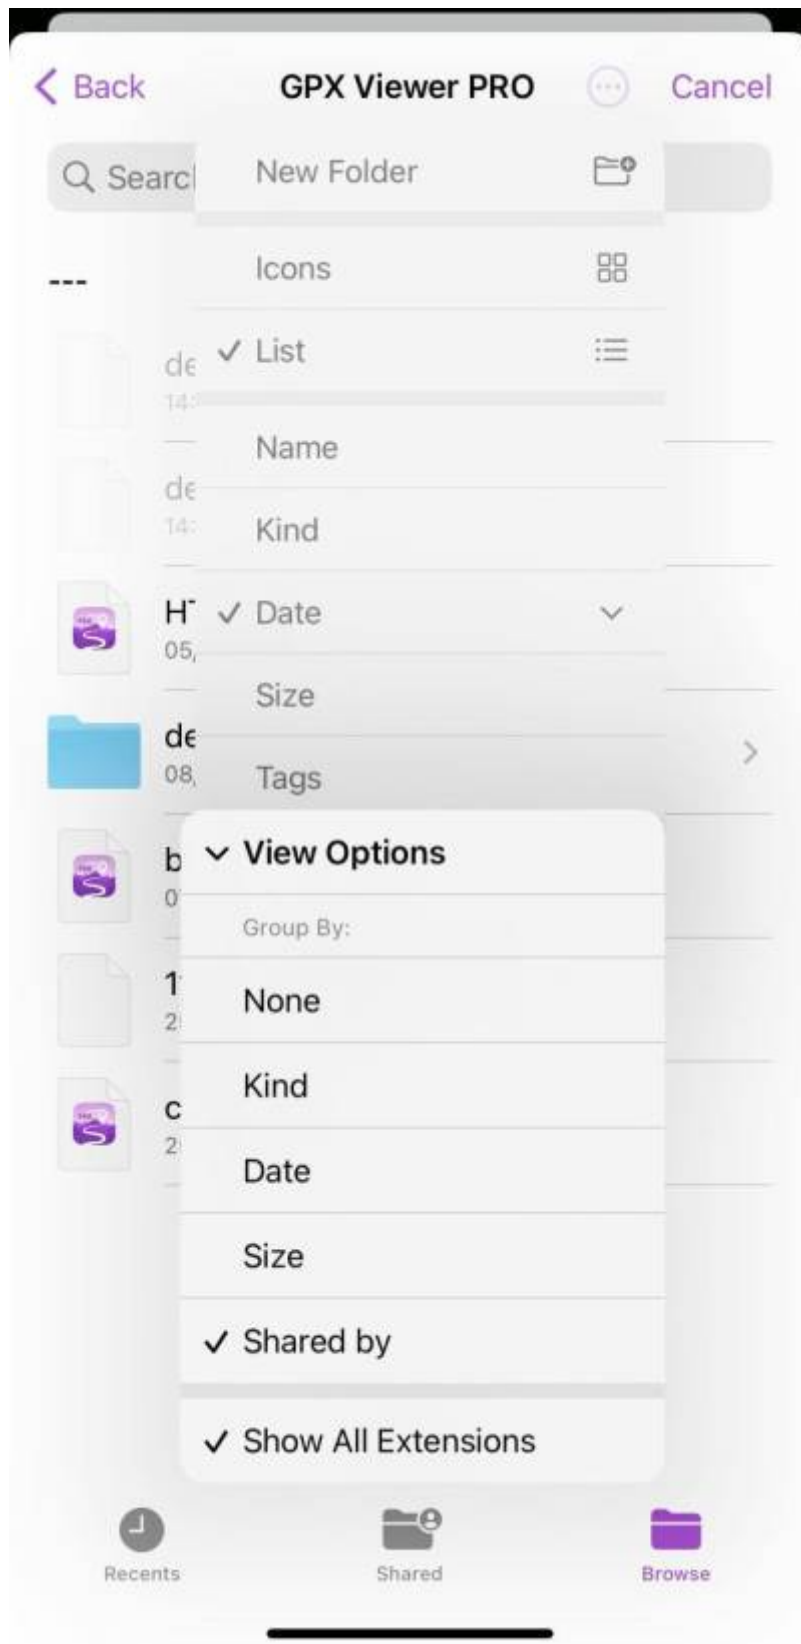 Back
GPX Viewer PRO
Cancel
New Folder
Icons
List
---
Name
Kind
Date
Size
Tags
View Options
Group By:
None
Kind
Date
Size
Shared by
Show All Extensions
Recents
Shared
Browse